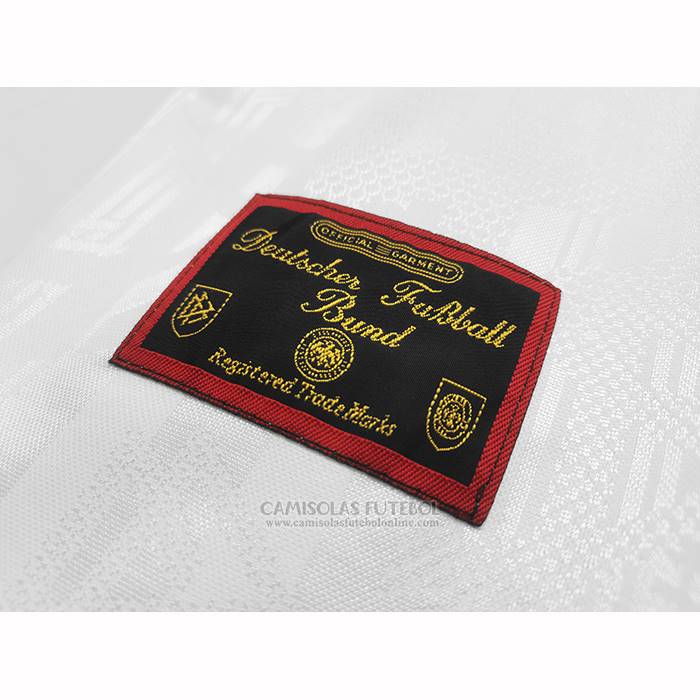 OFFICIAL GARMENT
Deutscher Fußball
Bund
Registered Trade Marks
CAMISOLAS FUTEBOL
www.camisolasfutebolonline.com